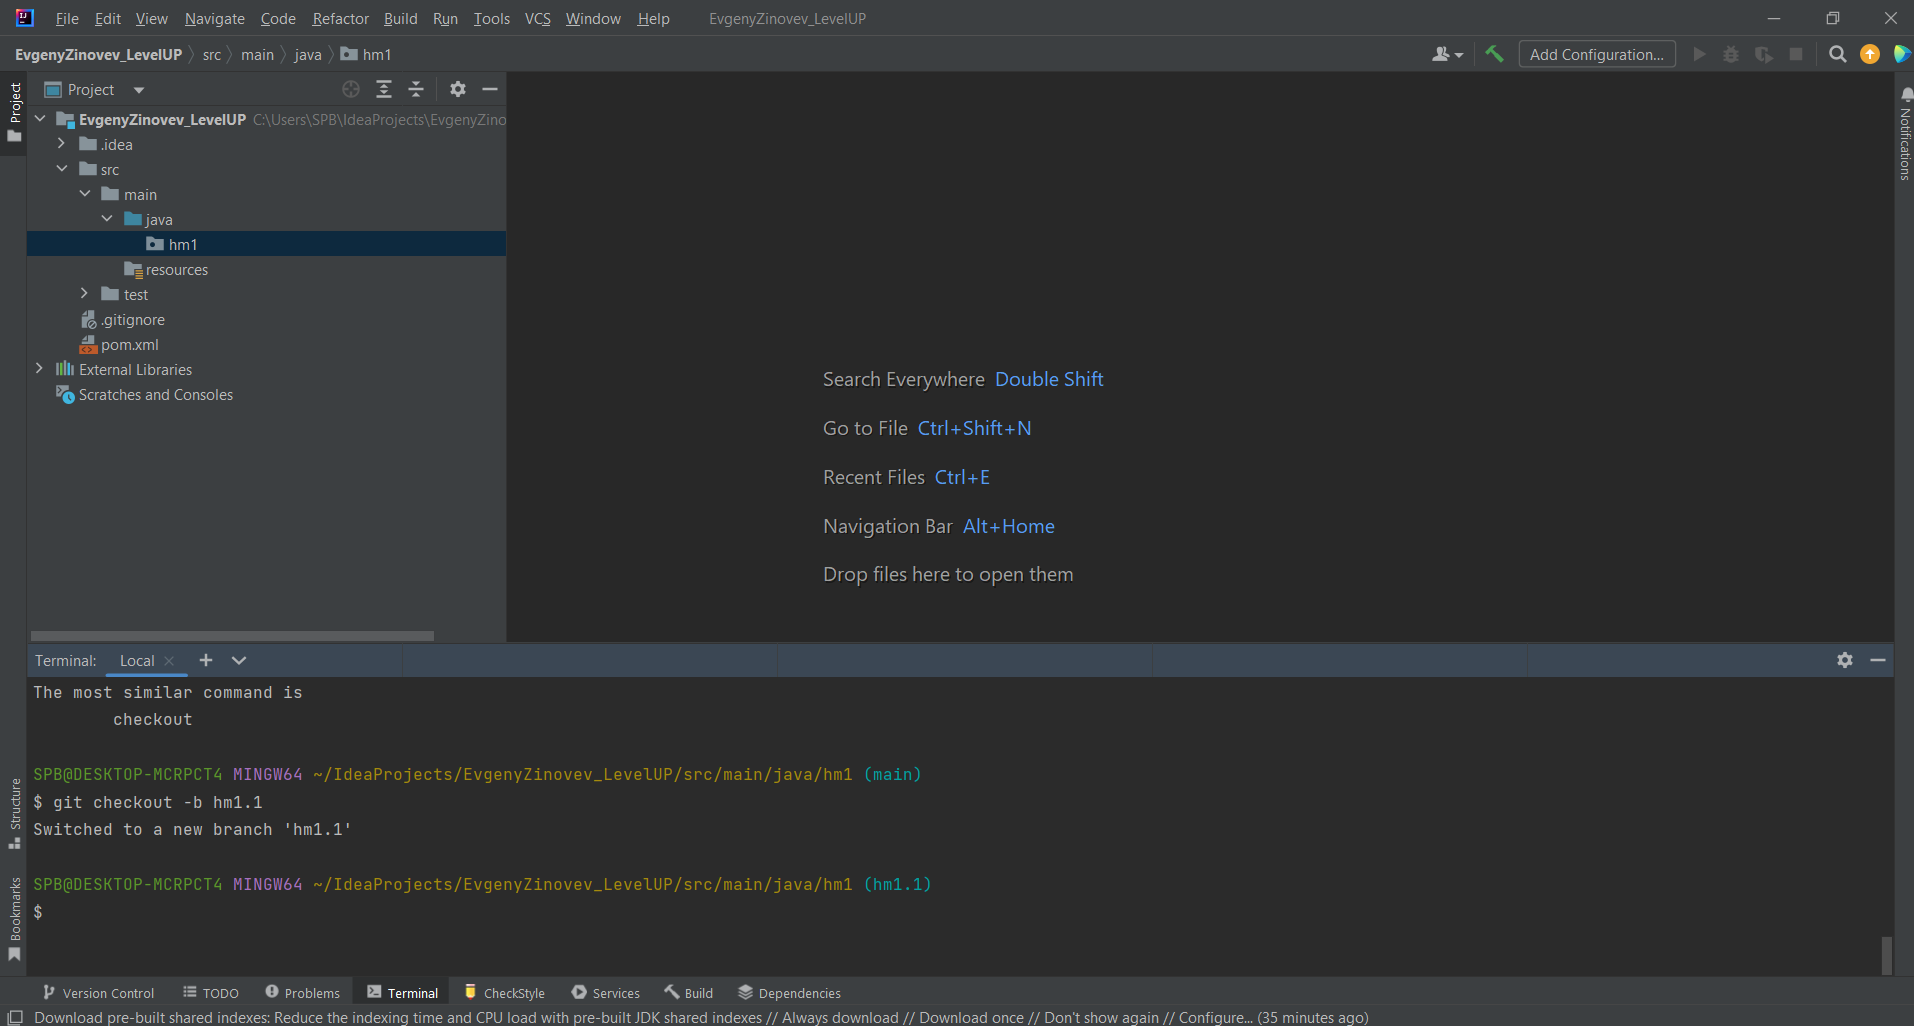 File Edit View Navigate Code Refactor Build Run Tools VCS Window Help EvgenyZinovev_LevelUP
EvgenyZinovev_LevelUP src main java hm1 Add Configuration...
Project
Project
EvgenyZinovev_LevelUP C:\Users\SPB\IdeaProjects\EvgenyZino
.idea
src
main
java
hm1
resources
test
.gitignore
pom.xml
External Libraries
Scratches and Consoles
Search Everywhere Double Shift
Go to File Ctrl+Shift+N
Recent Files Ctrl+E
Navigation Bar Alt+Home
Drop files here to open them
Notifications
Terminal: Local
The most similar command is
checkout
SPB@DESKTOP-MCRPCT4 MINGW64 ~/IdeaProjects/EvgenyZinovev_LevelUP/src/main/java/hm1 (main)
$ git checkout -b hm1.1
Switched to a new branch 'hm1.1'
SPB@DESKTOP-MCRPCT4 MINGW64 ~/IdeaProjects/EvgenyZinovev_LevelUP/src/main/java/hm1 (hm1.1)
$
Structure
Bookmarks
Version Control TODO Problems Terminal CheckStyle Services Build Dependencies
Download pre-built shared indexes: Reduce the indexing time and CPU load with pre-built JDK shared indexes // Always download // Download once // Don't show again // Configure... (35 minutes ago)